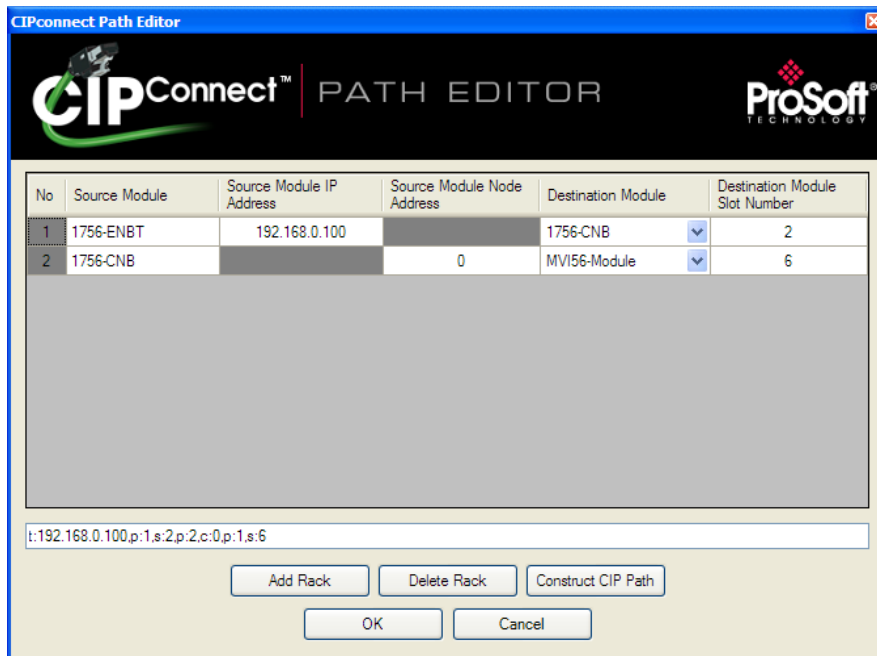 CIPconnect Path Editor
CIPConnect™ PATH EDITOR
ProSoft®
TECHNOLOGY
No Source Module Source Module IP Address Source Module Node Address Destination Module Destination Module Slot Number
1 1756-ENBT 192.168.0.100 1756-CNB 2
2 1756-CNB 0 MVI56-Module 6
t:192.168.0.100,p:1,s:2,p:2,c:0,p:1,s:6
Add Rack Delete Rack Construct CIP Path
OK Cancel